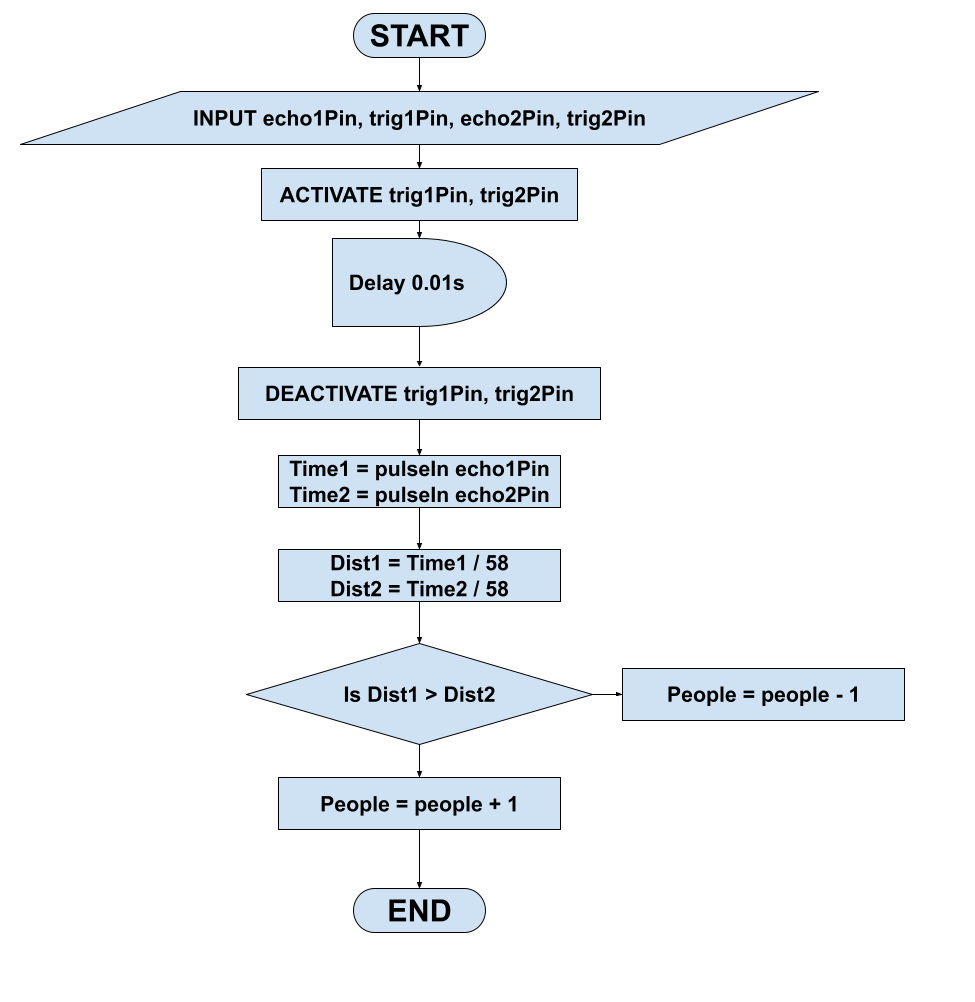 START
INPUT echo1Pin, trig1Pin, echo2Pin, trig2Pin
ACTIVATE trig1Pin, trig2Pin
Delay 0.01s
DEACTIVATE trig1Pin, trig2Pin
Time1 = pulseIn echo1Pin
Time2 = pulseIn echo2Pin
Dist1 = Time1 / 58
Dist2 = Time2 / 58
Is Dist1 > Dist2
People = people - 1
People = people + 1
END